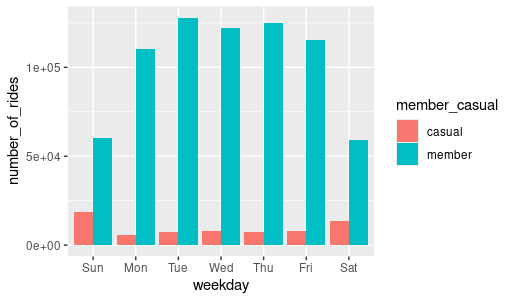 number_of_rides
1e+05
5e+04
0e+00
Sun Mon Tue Wed Thu Fri Sat
weekday
member_casual
casual
member